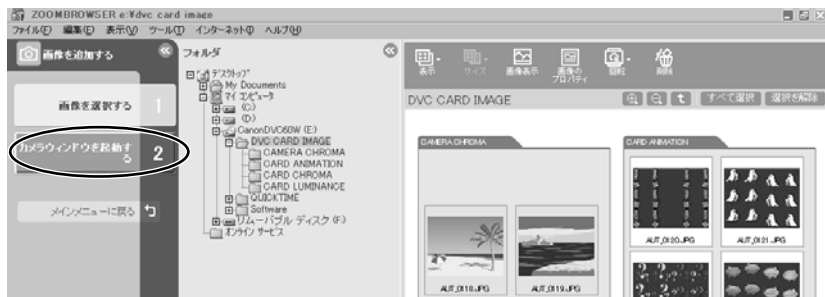 ZOOMBROWSER e:¥dvc card image
ファイル(F) 編集(E) 表示(V) ツール(T) インターネット(I) ヘルプ(H)
画像を追加する
画像を選択する 1
カメラウィンドウを起動する 2
メインメニューに戻る
フォルダ
デスクトップ
My Documents
マイ コンピュータ
(C:)
(D:)
CanonDVC60W (E:)
DVC CARD IMAGE
CAMERA CHROMA
CARD ANIMATION
CARD CHROMA
CARD LUMINANCE
QUICKTIME
Software
リムーバブル ディスク (F:)
オンライン サービス
表示 サイズ 画像表示 画像のプロパティ 回転 削除
DVC CARD IMAGE すべて選択 選択を解除
CAMERA CHROMA
AUT_0118.JPG
AUT_0119.JPG
CARD ANIMATION
AUT_0120.JPG
AUT_0121.JPG